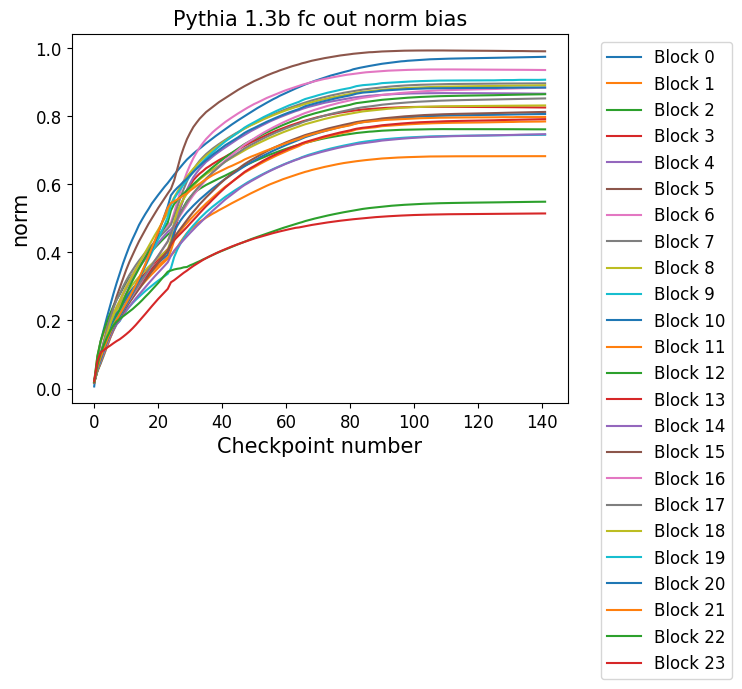 Pythia 1.3b fc out norm bias
norm
1.0
0.8
0.6
0.4
0.2
0.0
0 20 40 60 80 100 120 140
Checkpoint number
Block 0
Block 1
Block 2
Block 3
Block 4
Block 5
Block 6
Block 7
Block 8
Block 9
Block 10
Block 11
Block 12
Block 13
Block 14
Block 15
Block 16
Block 17
Block 18
Block 19
Block 20
Block 21
Block 22
Block 23